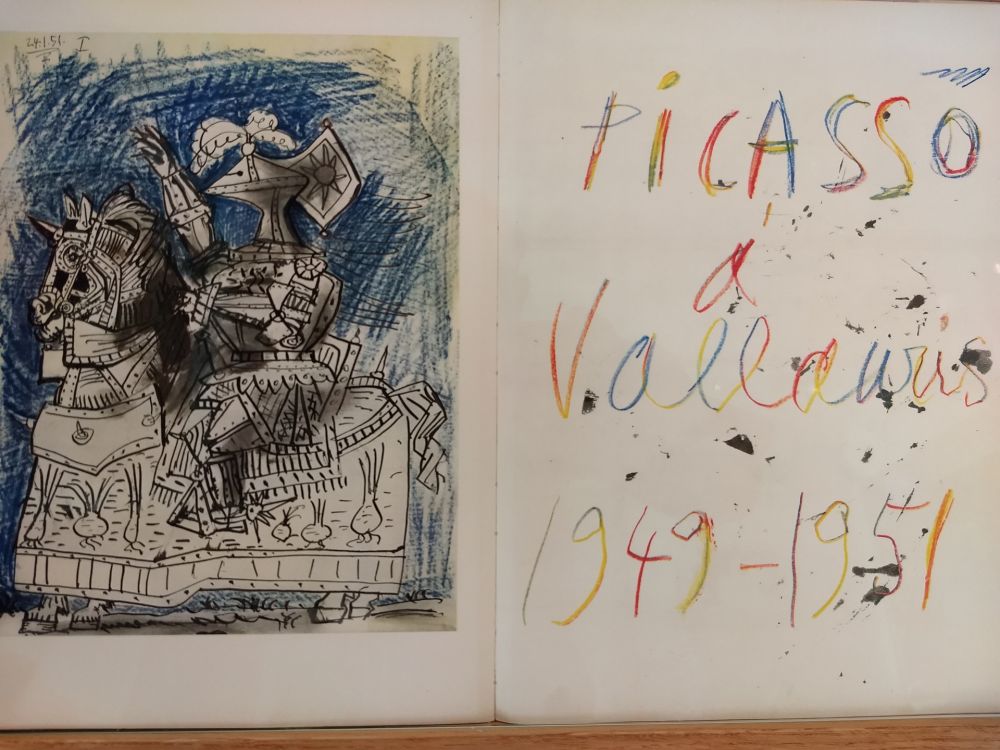 24.1.51.
I
PICASSO
à
Vallauris
1949-1951